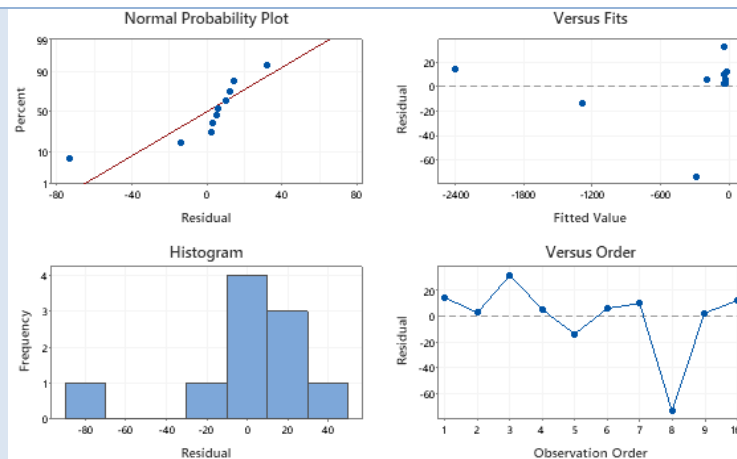 Normal Probability Plot
99
90
50
10
1
Percent
-80 -40 0 40 80
Residual
Versus Fits
20
0
-20
-40
-60
Residual
-2400 -1800 -1200 -600 0
Fitted Value
Histogram
4
3
2
1
0
Frequency
-80 -60 -40 -20 0 20 40
Residual
Versus Order
20
0
-20
-40
-60
Residual
1 2 3 4 5 6 7 8 9 10
Observation Order